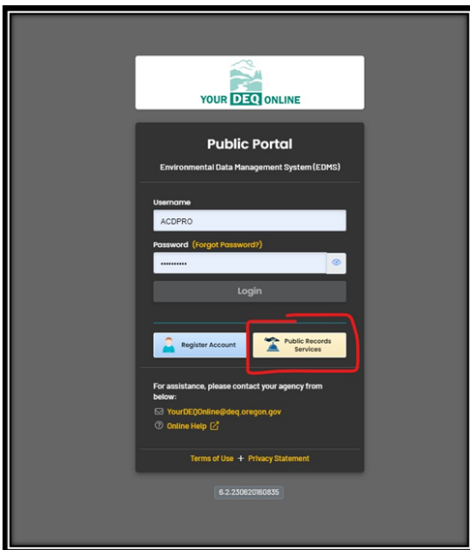 YOUR DEQ ONLINE
Public Portal
Environmental Data Management System (EDMS)
Username
ACDPRO
Password (Forgot Password?)
Login
Register Account
Public Records
Services
For assistance, please contact your agency from
below:
YourDEQOnline@deq.oregon.gov
Online Help
Terms of Use + Privacy Statement
6.2.230620160835